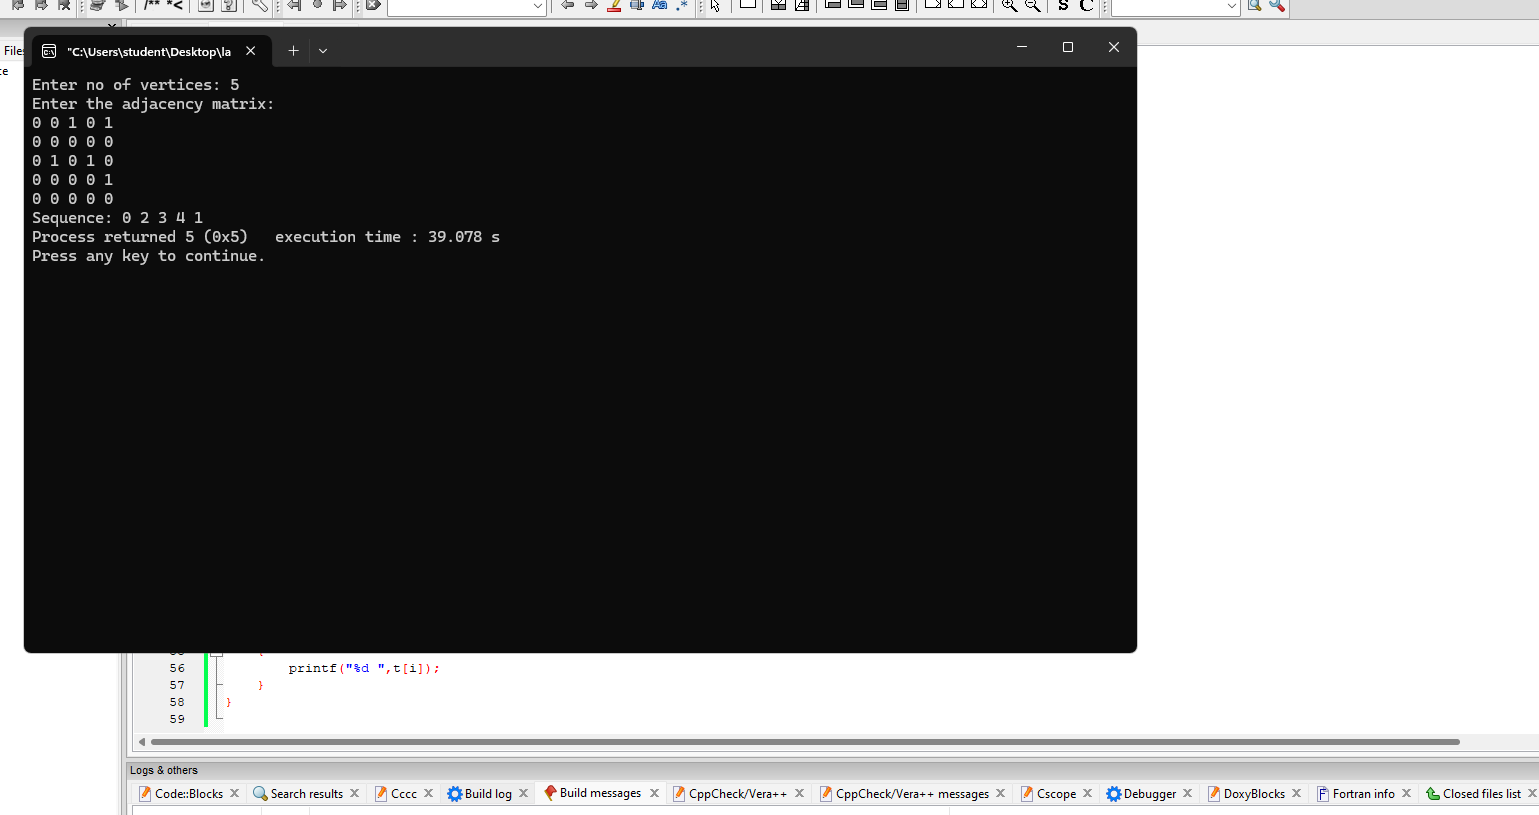 /** *<
S C
Files
"C:\Users\student\Desktop\la
Enter no of vertices: 5
Enter the adjacency matrix:
0 0 1 0 1
0 0 0 0 0
0 1 0 1 0
0 0 0 0 1
0 0 0 0 0
Sequence: 0 2 3 4 1
Process returned 5 (0x5)   execution time : 39.078 s
Press any key to continue.
56 printf("%d ",t[i]);
57 }
58 }
59
Logs & others
Code::Blocks Search results Cccc Build log Build messages CppCheck/Vera++ CppCheck/Vera++ messages Cscope Debugger DoxyBlocks Fortran info Closed files list